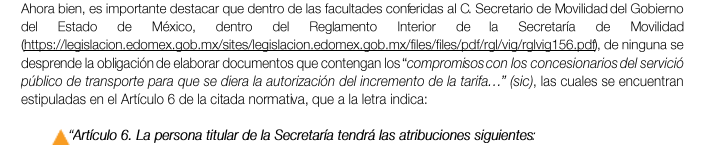 Ahora bien, es importante destacar que dentro de las facultades conferidas al C. Secretario de Movilidad del Gobierno
del Estado de México, dentro del Reglamento Interior de la Secretaría de Movilidad
(https://legislacion.edomex.gob.mx/sites/legislacion.edomex.gob.mx/files/files/pdf/rgl/vig/rglvig156.pdf), de ninguna se
desprende la obligación de elaborar documentos que contengan los “compromisos con los concesionarios del servició
público de transporte para que se diera la autorización del incremento de la tarifa…” (sic), las cuales se encuentran
estipuladas en el Artículo 6 de la citada normativa, que a la letra indica:
“Artículo 6. La persona titular de la Secretaría tendrá las atribuciones siguientes: